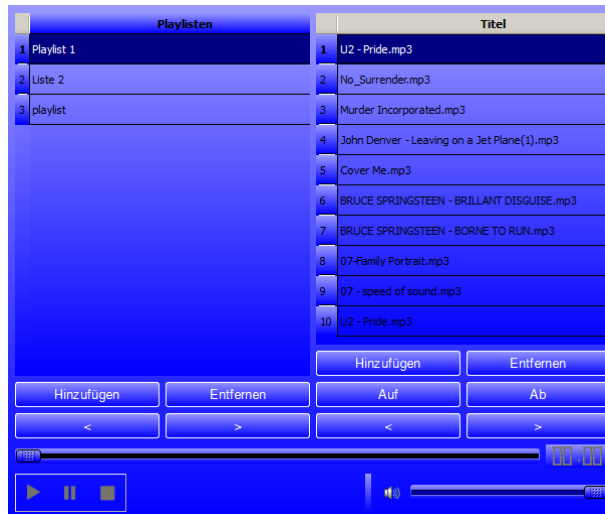 Playlisten
1 Playlist 1
2 Liste 2
3 playlist
Hinzufügen Entfernen
< >
Titel
1 U2 - Pride.mp3
2 No_Surrender.mp3
3 Murder Incorporated.mp3
4 John Denver - Leaving on a Jet Plane(1).mp3
5 Cover Me.mp3
6 BRUCE SPRINGSTEEN - BRILLANT DISGUISE.mp3
7 BRUCE SPRINGSTEEN - BORNE TO RUN.mp3
8 07-Family Portrait.mp3
9 07 - speed of sound.mp3
10 U2 - Pride.mp3
Hinzufügen Entfernen
Auf Ab
< >
00.00